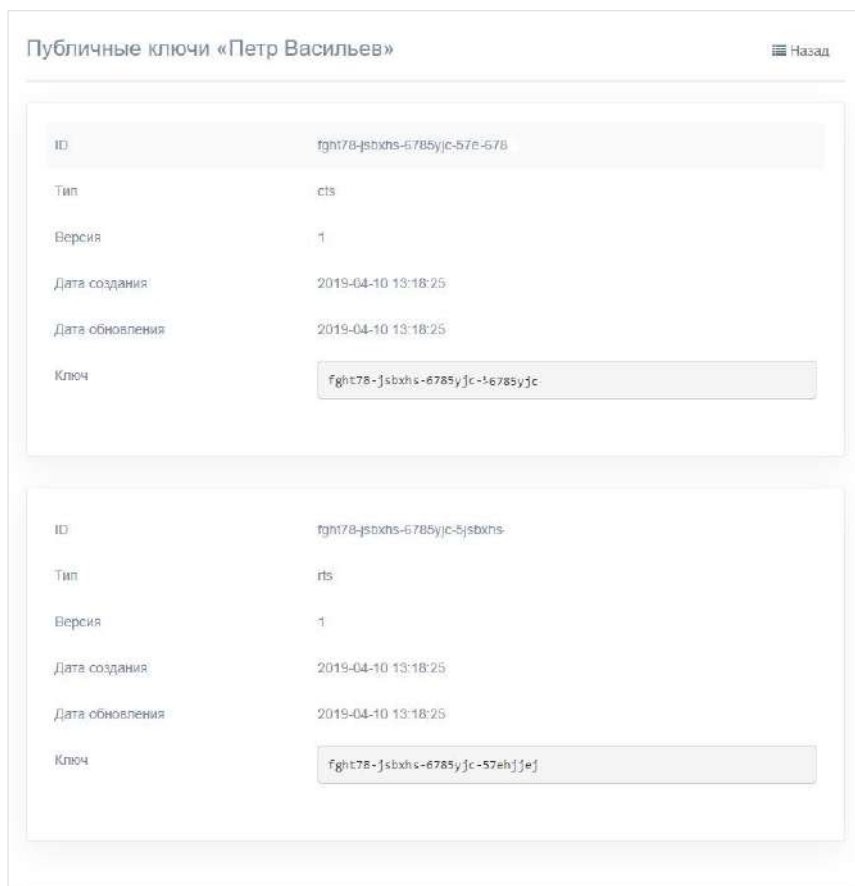 Публичные ключи «Петр Васильев»
Назад
ID fght78-jsbxhs-6785yjc-57e-678
Тип cts
Версия 1
Дата создания 2019-04-10 13:18:25
Дата обновления 2019-04-10 13:18:25
Ключ fght78-jsbxhs-6785yjc-56785yjc
ID fght78-jsbxhs-6785yjc-5jsbxhs-
Тип rts
Версия 1
Дата создания 2019-04-10 13:18:25
Дата обновления 2019-04-10 13:18:25
Ключ fght78-jsbxhs-6785yjc-57ehjjej